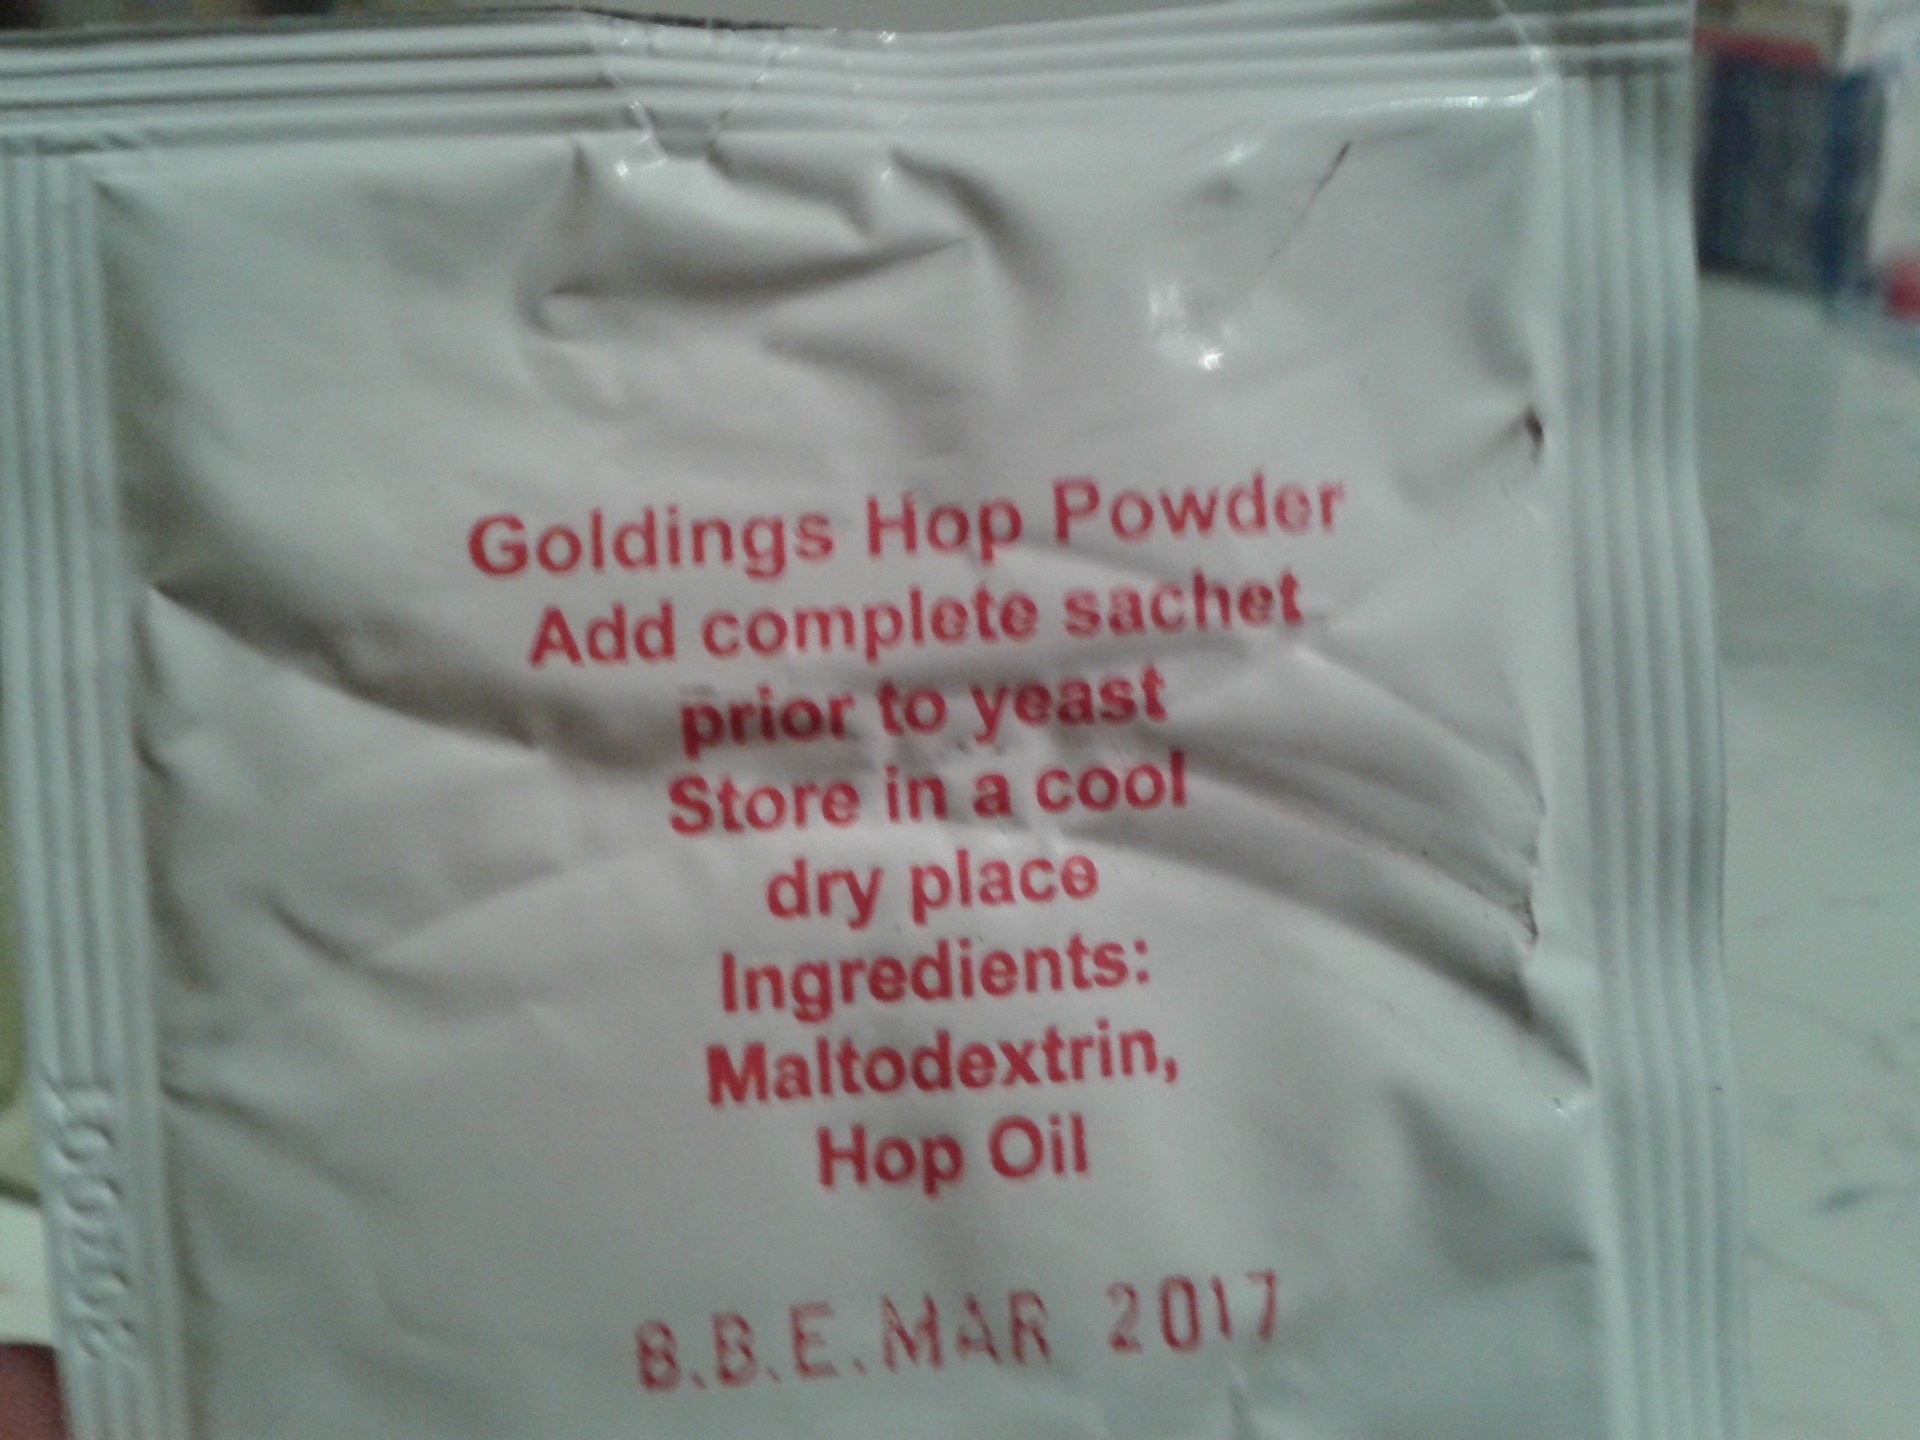 Goldings Hop Powder
Add complete sachet
prior to yeast
Store in a cool
dry place
Ingredients:
Maltodextrin,
Hop Oil
B.B.E.MAR 2017